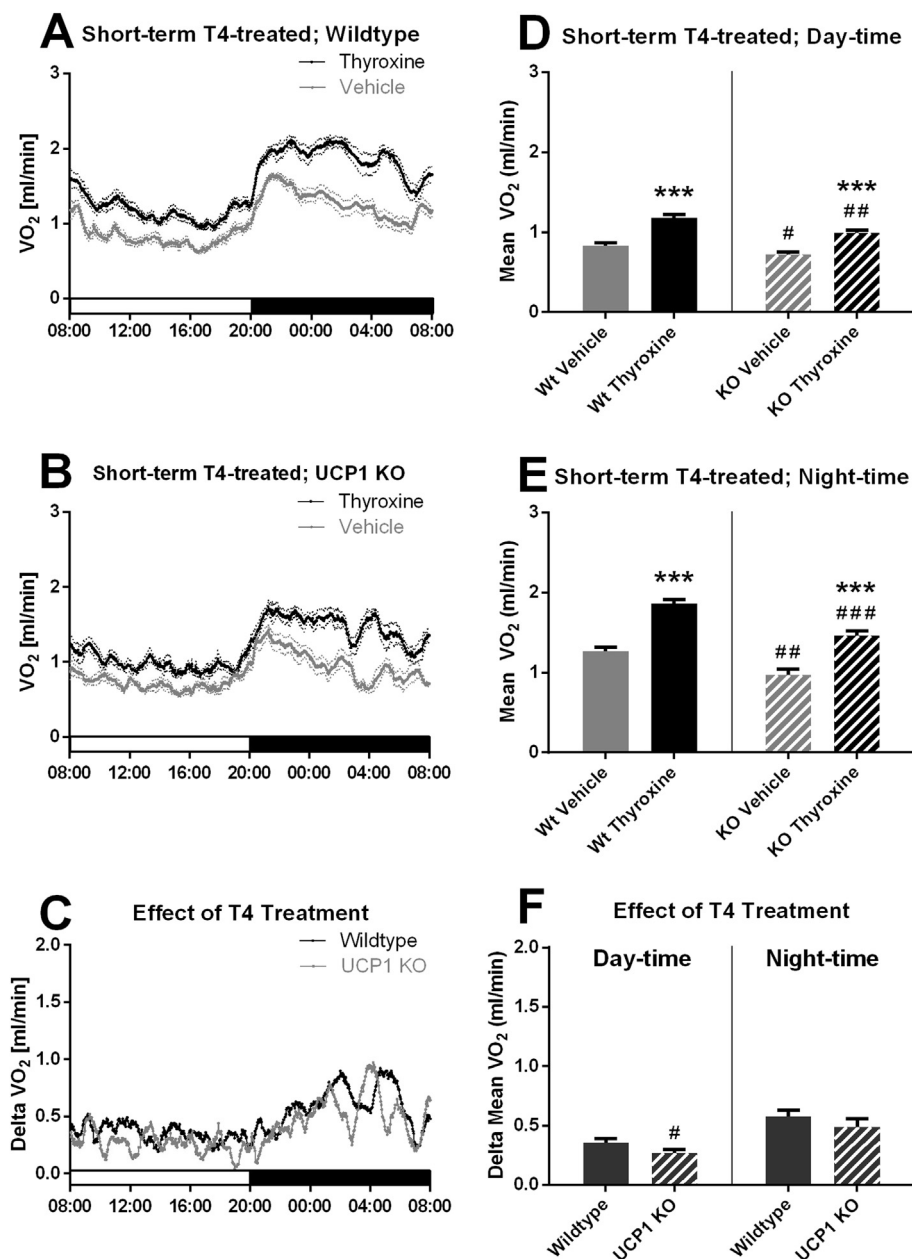 A
Short-term T4-treated; Wildtype
Thyroxine
Vehicle
VO2 [ml/min]
3
2
1
0
08:00 12:00 16:00 20:00 00:00 04:00 08:00
D
Short-term T4-treated; Day-time
Mean VO2 (ml/min)
3
2
1
0
***
#
***
##
Wt Vehicle
Wt Thyroxine
KO Vehicle
KO Thyroxine
B
Short-term T4-treated; UCP1 KO
Thyroxine
Vehicle
VO2 [ml/min]
3
2
1
0
08:00 12:00 16:00 20:00 00:00 04:00 08:00
E
Short-term T4-treated; Night-time
Mean VO2 (ml/min)
3
2
1
0
***
##
***
###
Wt Vehicle
Wt Thyroxine
KO Vehicle
KO Thyroxine
C
Effect of T4 Treatment
Wildtype
UCP1 KO
Delta VO2 [ml/min]
2.0
1.5
1.0
0.5
0.0
08:00 12:00 16:00 20:00 00:00 04:00 08:00
F
Effect of T4 Treatment
Day-time
Night-time
Delta Mean VO2 (ml/min)
2.0
1.5
1.0
0.5
0.0
#
Wildtype
UCP1 KO
Wildtype
UCP1 KO